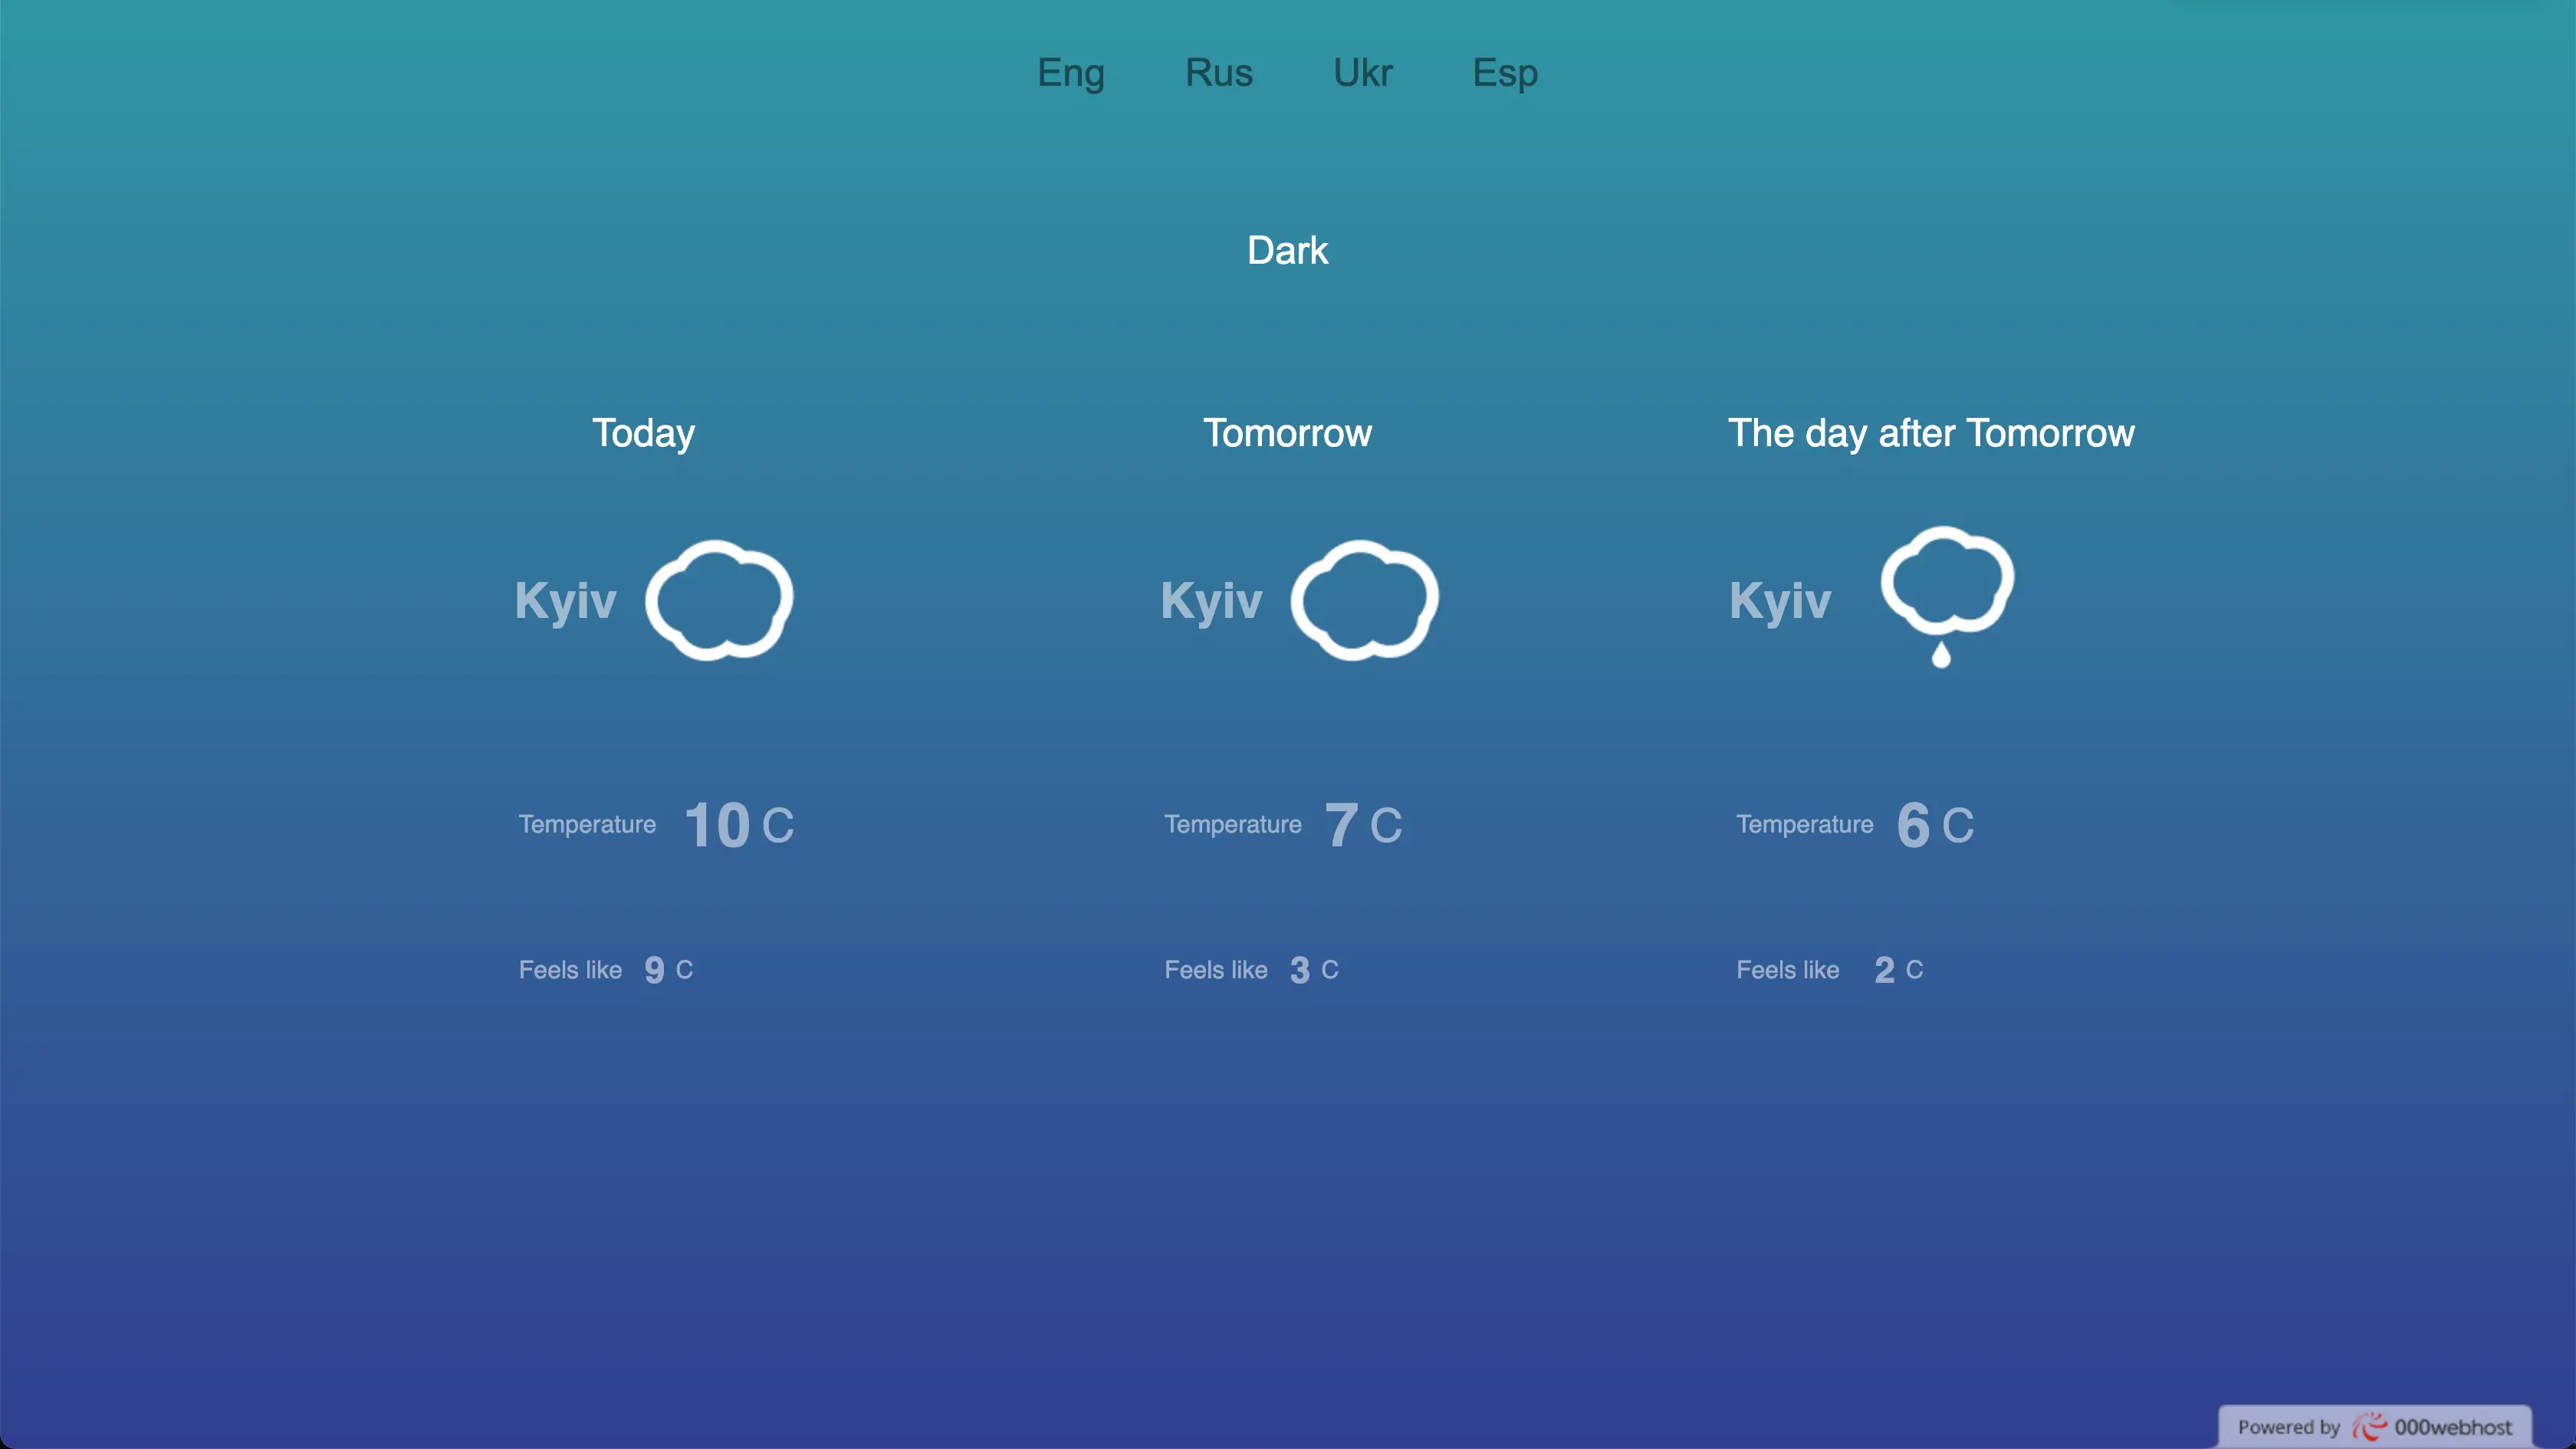 Eng Rus Ukr Esp
Dark
Today Tomorrow The day after Tomorrow
Kyiv Kyiv Kyiv
Temperature 10 C Temperature 7 C Temperature 6 C
Feels like 9 C Feels like 3 C Feels like 2 C
Powered by 000webhost